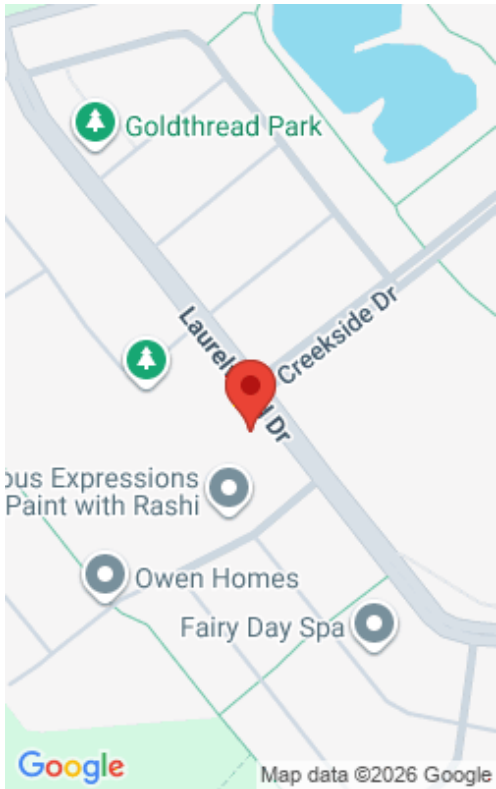 Goldthread Park
Creekside Dr
Dr
ous Expressions
Paint with Rashi
Owen Homes
Fairy Day Spa
Google
Map data ©2026 Google